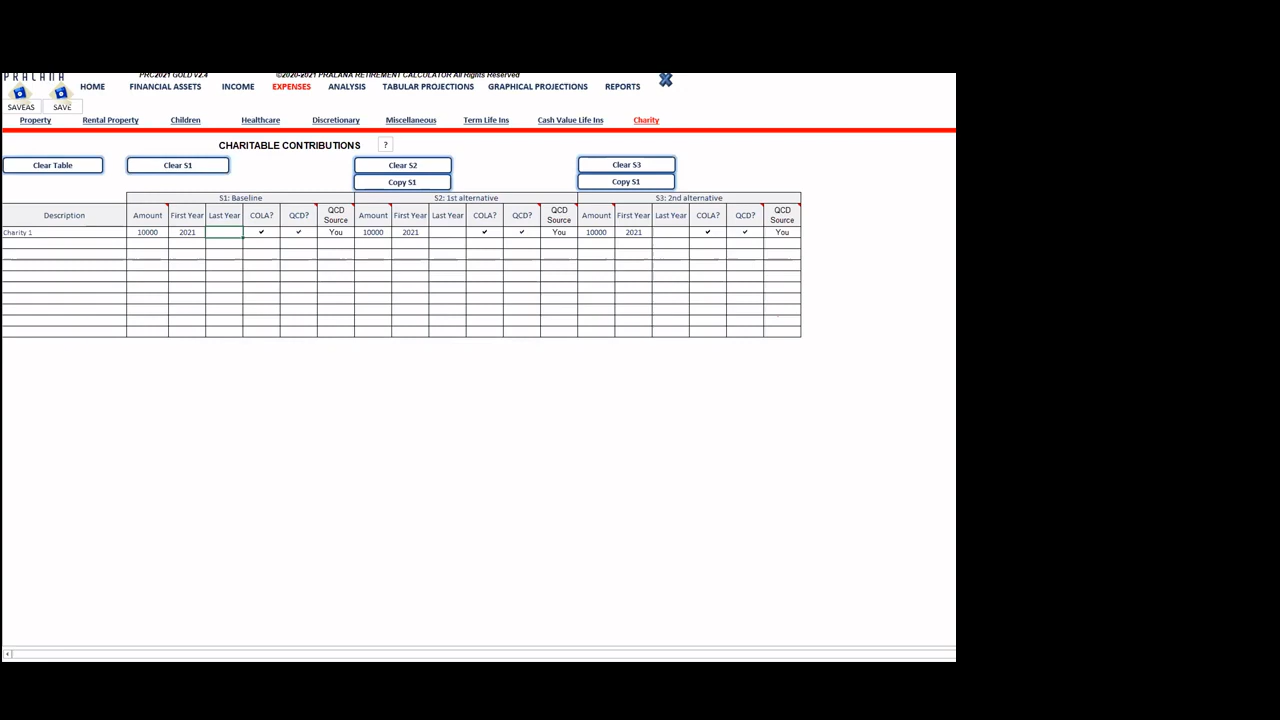 PRALANA PRC2021 GOLD v2.4 ©2020-2021 PRALANA RETIREMENT CALCULATOR All Rights Reserved
HOME FINANCIAL ASSETS INCOME EXPENSES ANALYSIS TABULAR PROJECTIONS GRAPHICAL PROJECTIONS REPORTS
SAVEAS SAVE
Property Rental Property Children Healthcare Discretionary Miscellaneous Term Life Ins Cash Value Life Ins Charity
CHARITABLE CONTRIBUTIONS ?
Clear Table Clear S1 Clear S2 Clear S3
Copy S1 Copy S1
S1: Baseline S2: 1st alternative S3: 2nd alternative
Description Amount First Year Last Year COLA? QCD? QCD Source Amount First Year Last Year COLA? QCD? QCD Source Amount First Year Last Year COLA? QCD? QCD Source
Charity 1 10000 2021 ✔ ✔ You 10000 2021 ✔ ✔ You 10000 2021 ✔ ✔ You